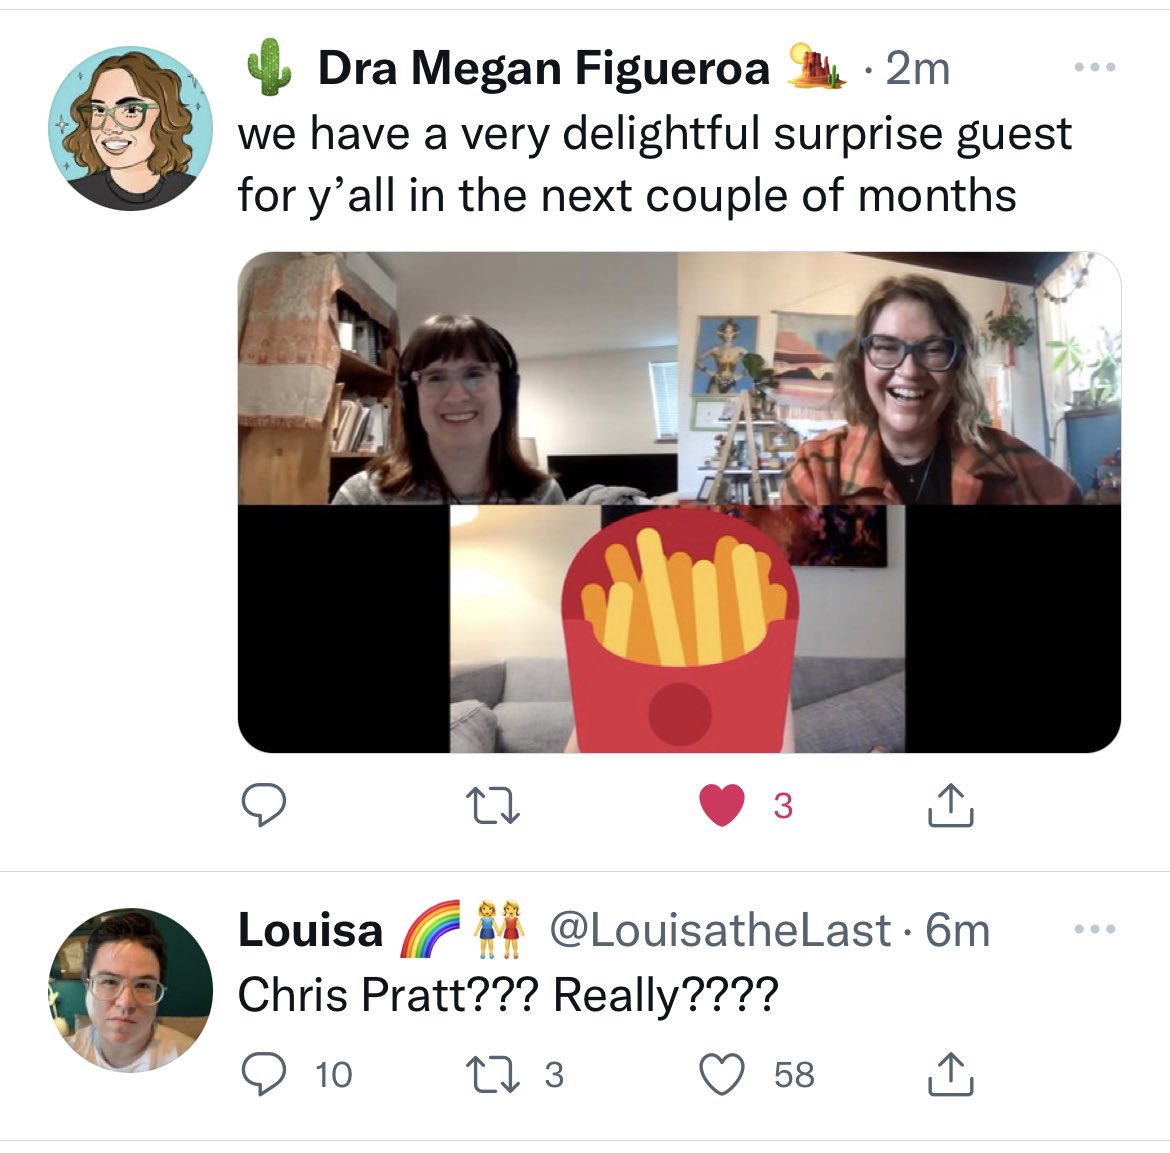 🌵 Dra Megan Figueroa 🏜️ · 2m
we have a very delightful surprise guest
for y’all in the next couple of months
3
Louisa 🌈 👭 @LouisatheLast · 6m
Chris Pratt??? Really????
10 3 58